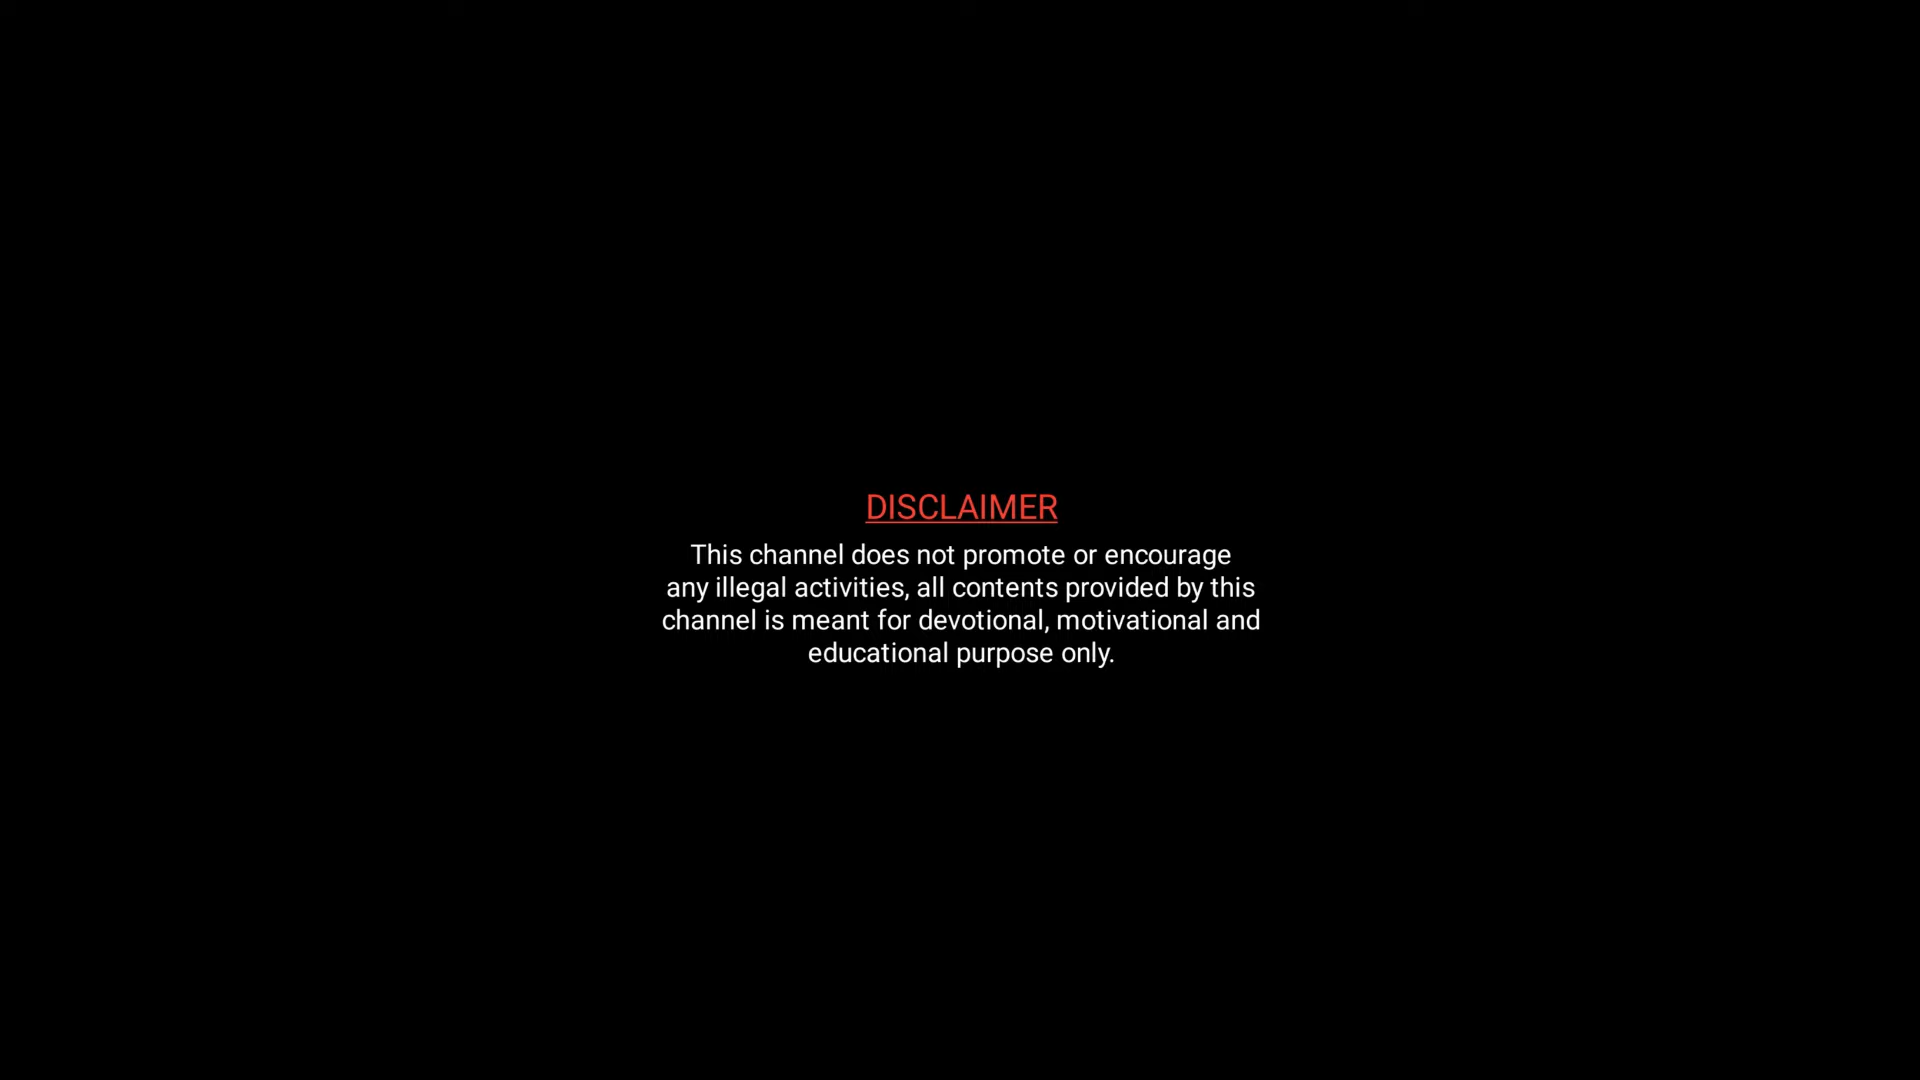 DISCLAIMER
This channel does not promote or encourage
any illegal activities, all contents provided by this
channel is meant for devotional, motivational and
educational purpose only.